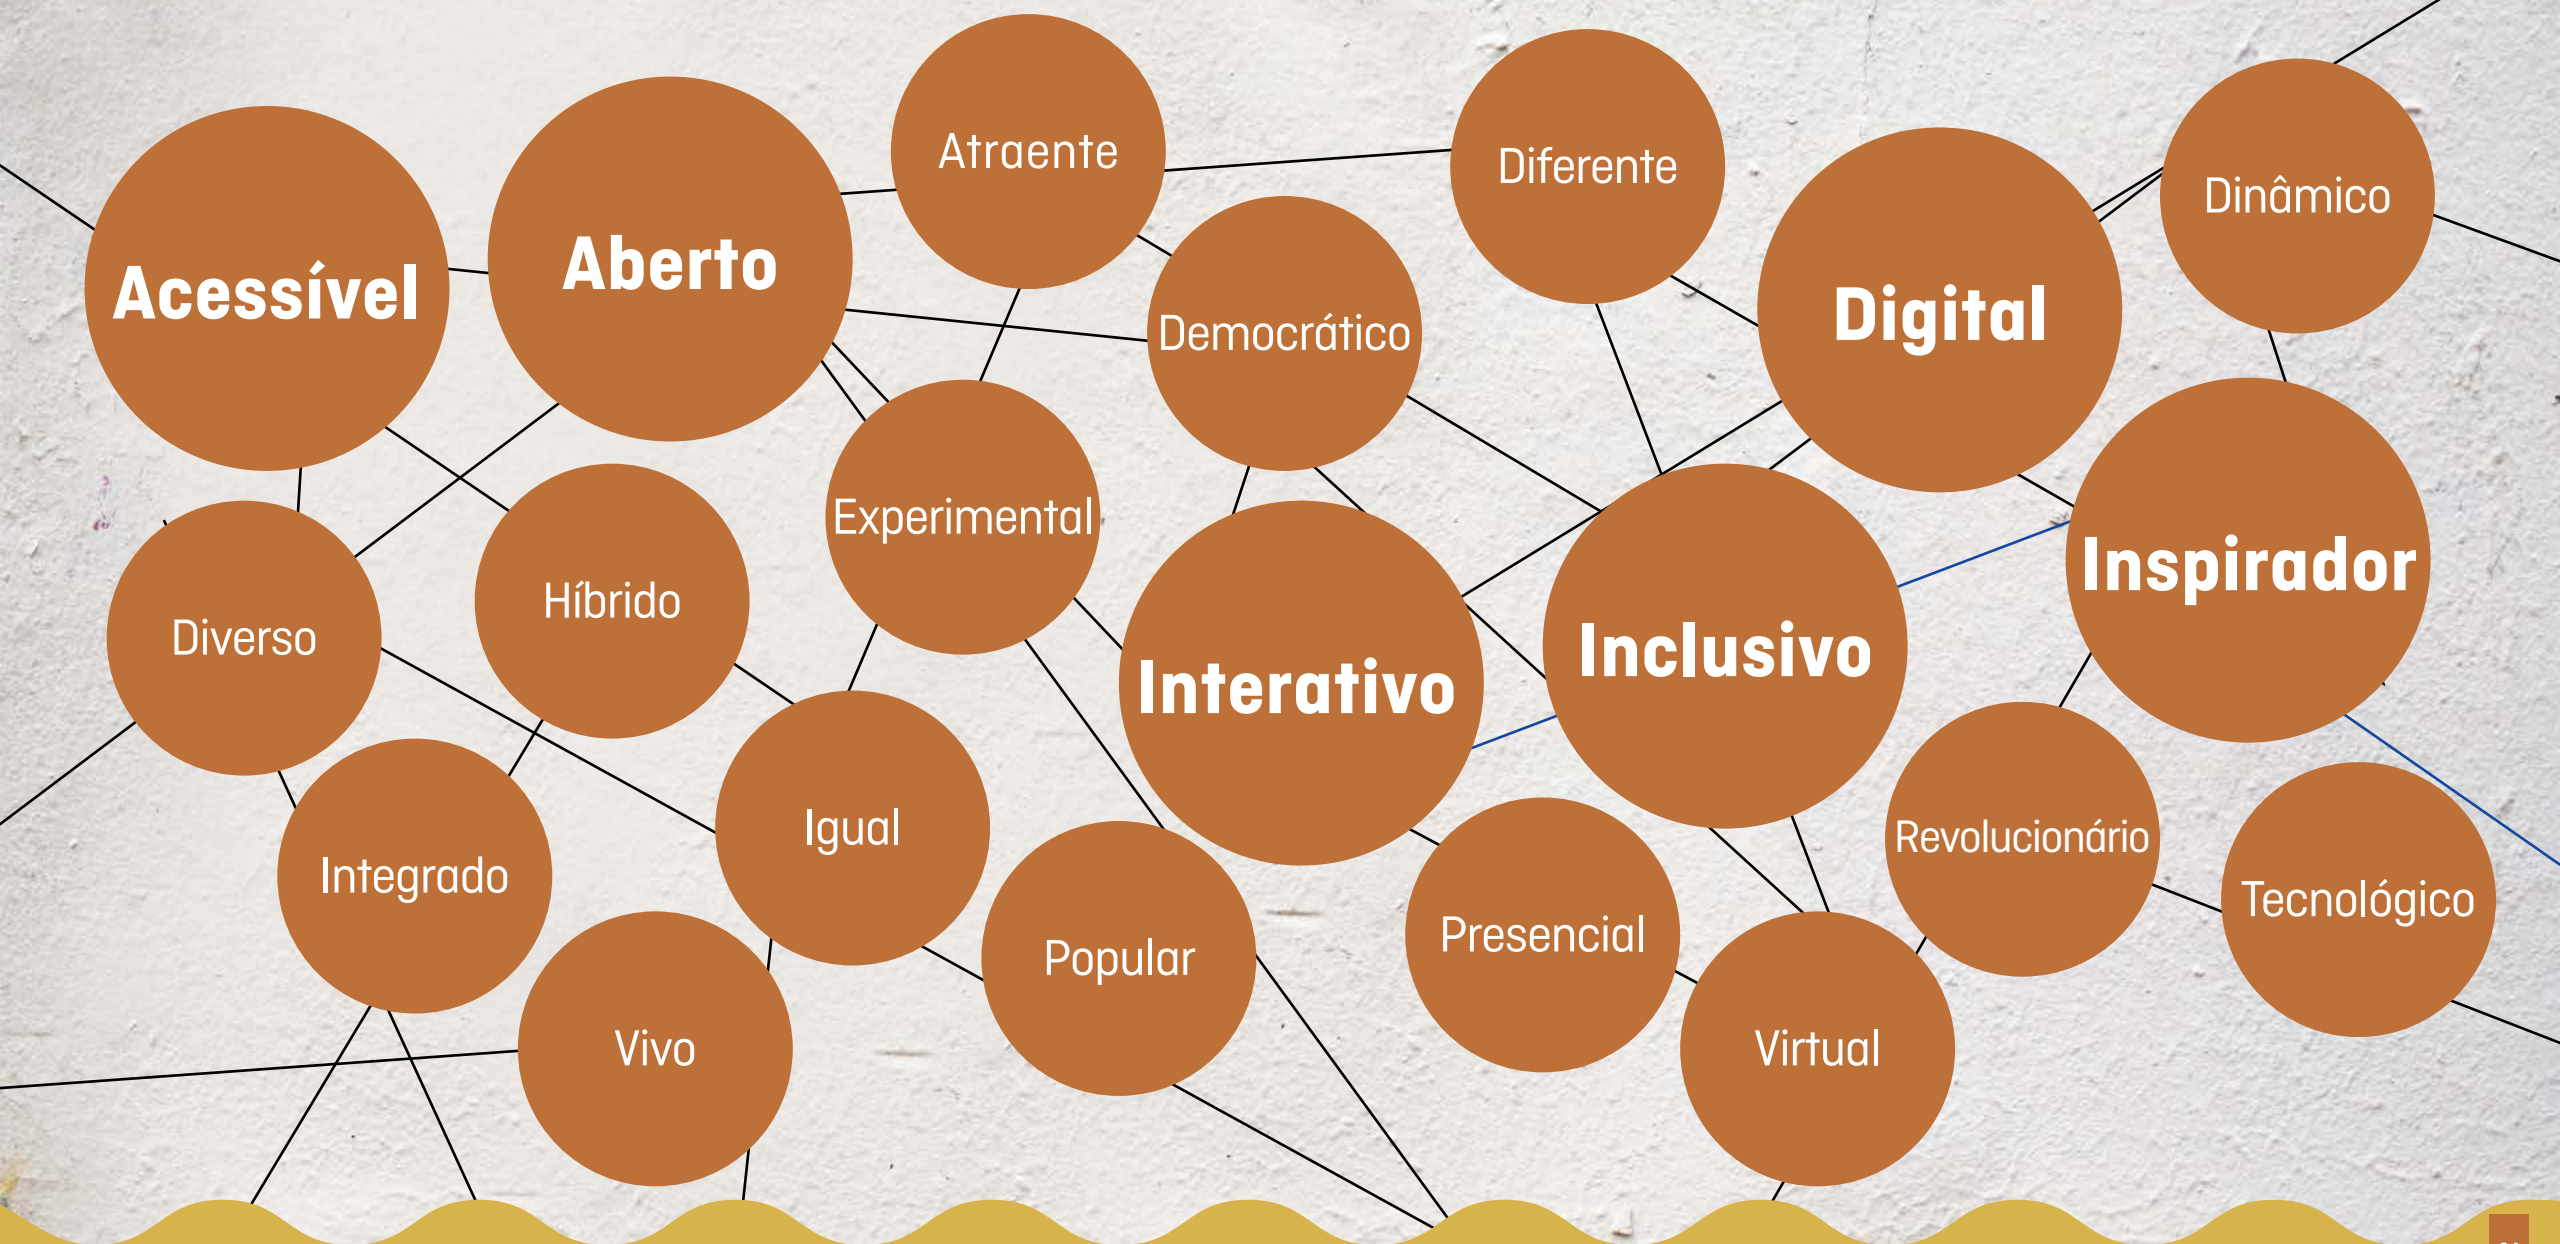 Atraente
Diferente
Dinâmico
Aberto
Acessível
Democrático
Digital
Experimental
Inspirador
Híbrido
Diverso
Inclusivo
Interativo
Igual
Revolucionário
Integrado
Tecnológico
Presencial
Popular
Vivo
Virtual